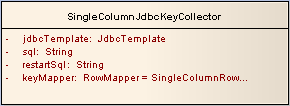 SingleColumnJdbcKeyCollector
- jdbcTemplate: JdbcTemplate
- sql: String
- restartSql: String
- keyMapper: RowMapper = SingleColumnRow...